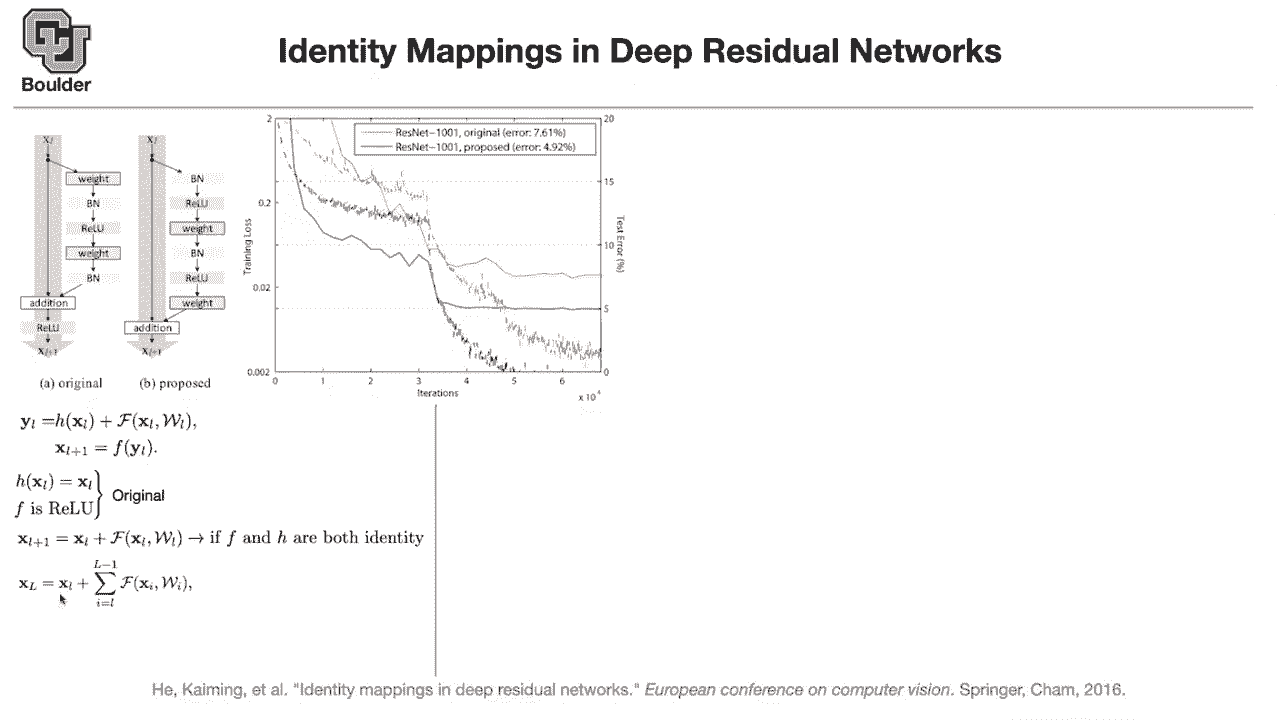 Boulder
Identity Mappings in Deep Residual Networks
x_l
weight
BN
ReLU
weight
BN
addition
ReLU
x_{l+1}
(a) original
x_l
BN
ReLU
weight
BN
ReLU
weight
addition
x_{l+1}
(b) proposed
ResNet−1001, original (error: 7.61%)
ResNet−1001, proposed (error: 4.92%)
2
0.2
0.02
0.002
Training Loss
20
15
10
5
0
Test Error (%)
0 1 2 3 4 5 6
Iterations
x 10^4
y_l = h(x_l) + F(x_l, W_l),
x_{l+1} = f(y_l).
h(x_l) = x_l
f is ReLU
Original
x_{l+1} = x_l + F(x_l, W_l) → if f and h are both identity
x_L = x_l + ∑_{i=l}^{L−1} F(x_i, W_i),
He, Kaiming, et al. "Identity mappings in deep residual networks." European conference on computer vision. Springer, Cham, 2016.